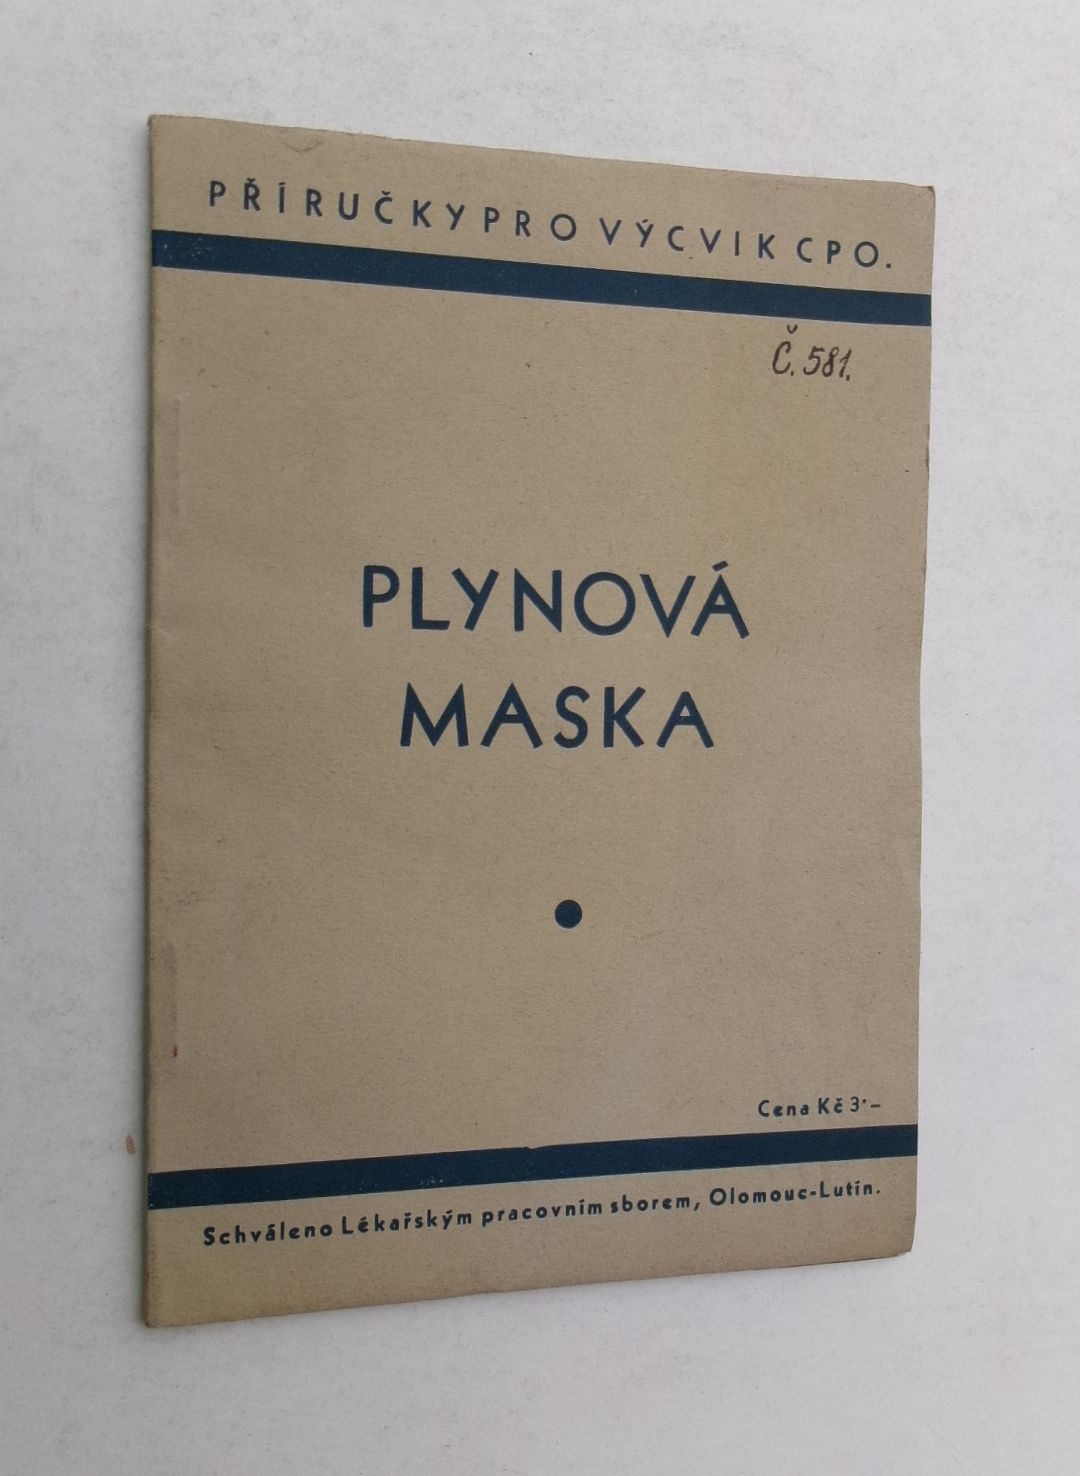 PŘÍRUČKY PRO VÝCVIK CPO.
Č. 581.
PLYNOVÁ
MASKA
Cena Kč 3·–
Schváleno Lékařským pracovním sborem, Olomouc-Lutín.